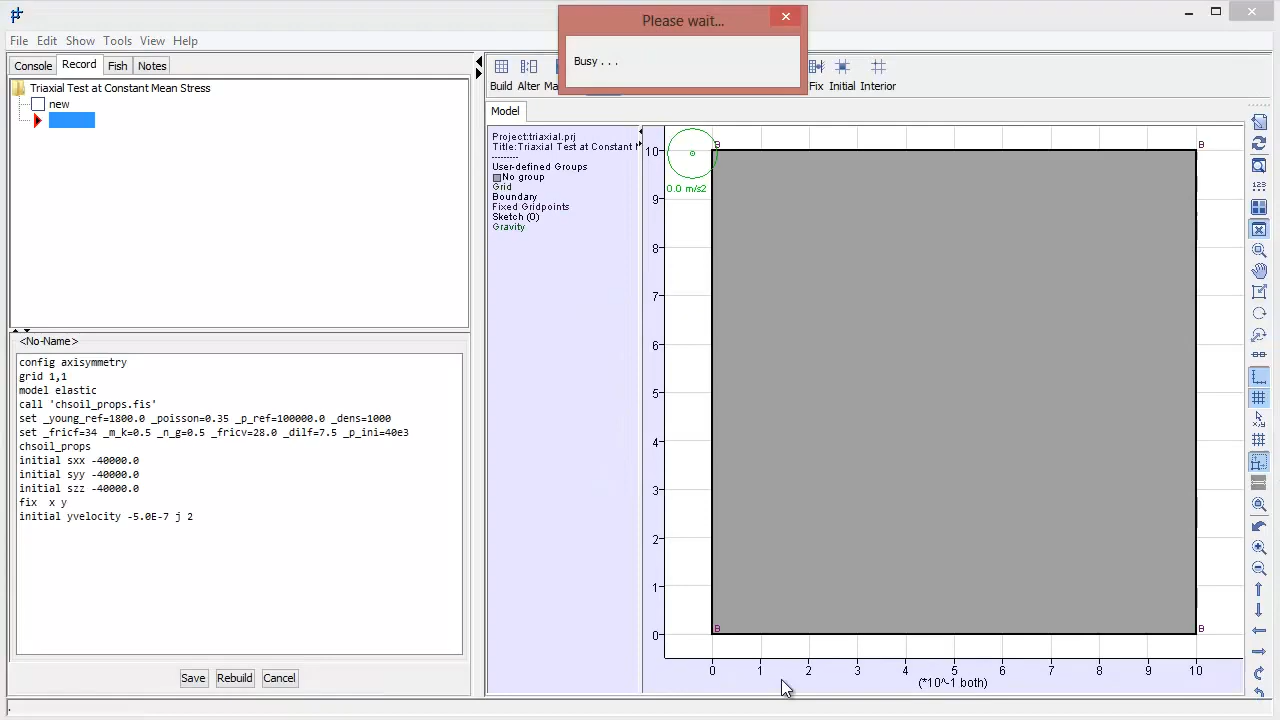 Please wait...
Busy . . .
File Edit Show Tools View Help
Console Record Fish Notes
Triaxial Test at Constant Mean Stress
new
<No-Name>
config axisymmetry
grid 1,1
model elastic
call 'chsoil_props.fis'
set _young_ref=1800.0 _poisson=0.35 _p_ref=100000.0 _dens=1000
set _fricf=34 _m_k=0.5 _n_g=0.5 _fricv=28.0 _dilf=7.5 _p_ini=40e3
chsoil_props
initial sxx -40000.0
initial syy -40000.0
initial szz -40000.0
fix x y
initial yvelocity -5.0E-7 j 2
Save Rebuild Cancel
Build Alter Fix Initial Interior
Model
Project:triaxial.prj
Title:Triaxial Test at Constant
---------
User-defined Groups
No group
Grid
Boundary
Fixed Gridpoints
Sketch (0)
Gravity
0.0 m/s2
B B
10
9
8
7
6
5
4
3
2
1
0
B B
0 1 2 3 4 5 6 7 8 9 10
(*10^-1 both)
123